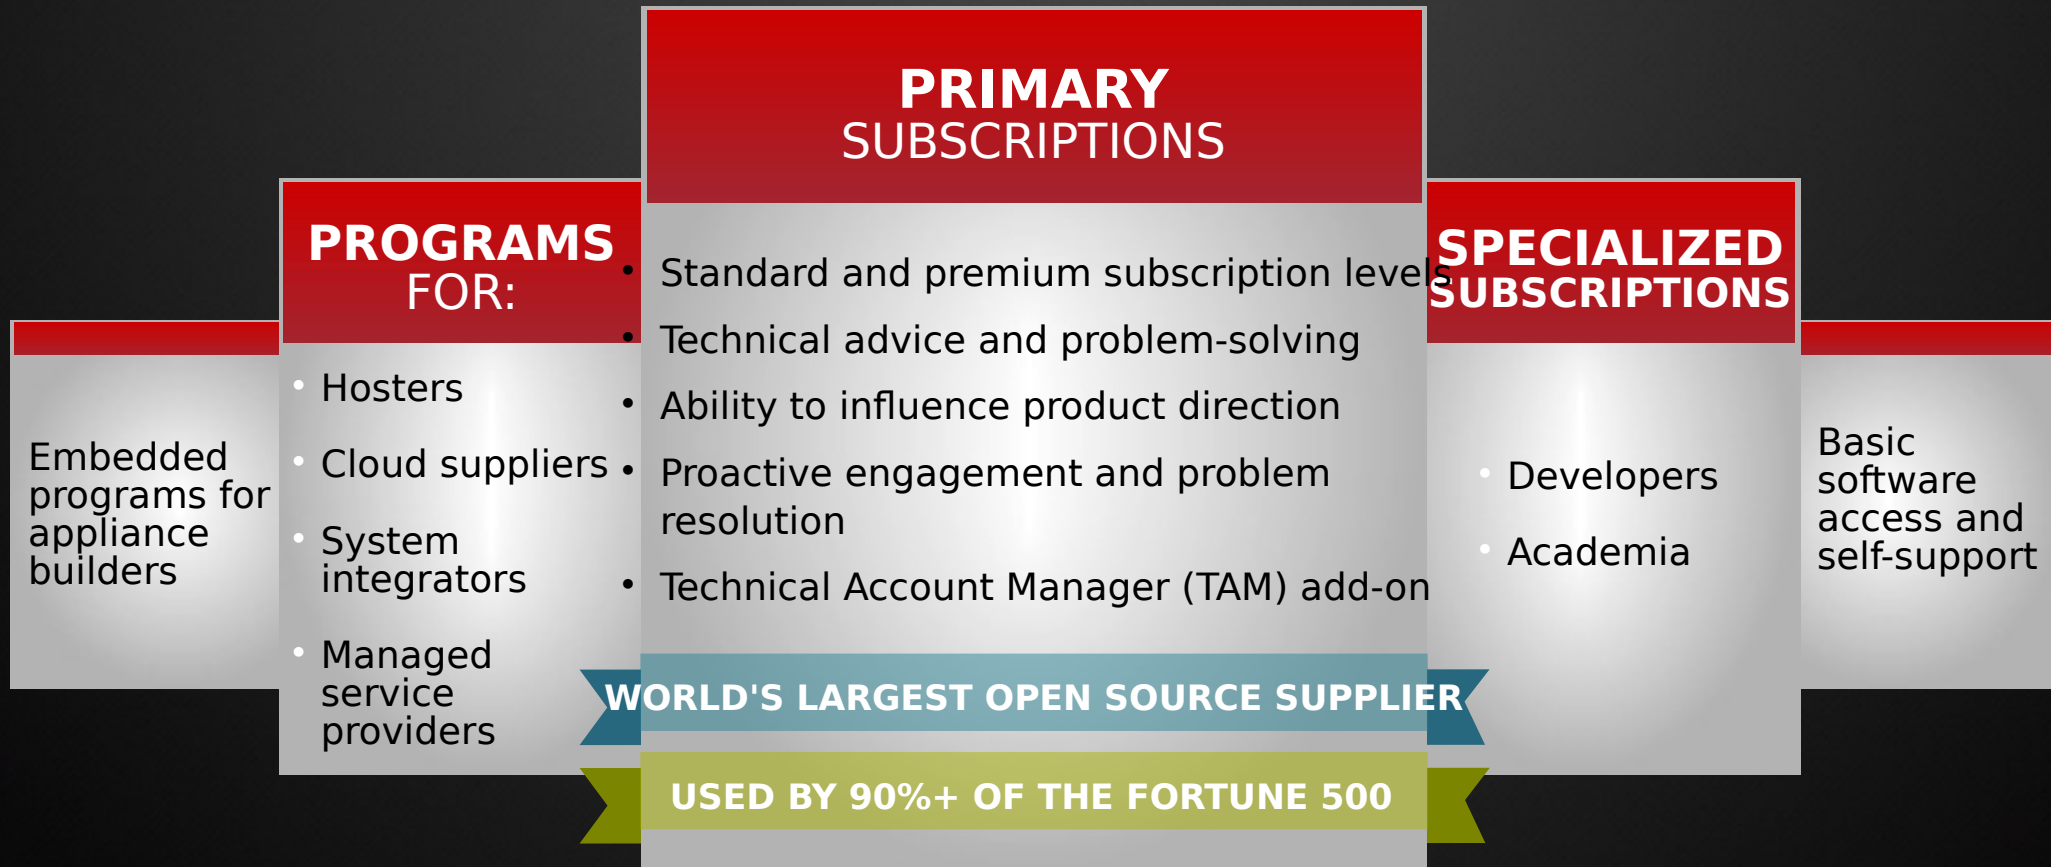 PRIMARY
SUBSCRIPTIONS
• Standard and premium subscription levels
• Technical advice and problem-solving
• Ability to influence product direction
• Proactive engagement and problem
resolution
• Technical Account Manager (TAM) add-on
WORLD'S LARGEST OPEN SOURCE SUPPLIER
USED BY 90%+ OF THE FORTUNE 500
PROGRAMS
FOR:
• Hosters
• Cloud suppliers
• System
integrators
• Managed
service
providers
SPECIALIZED
SUBSCRIPTIONS
• Developers
• Academia
Embedded
programs for
appliance
builders
Basic
software
access and
self-support